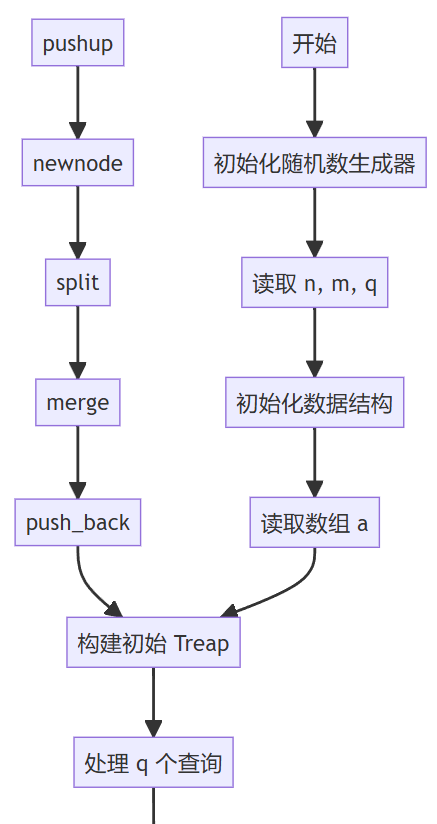 pushup
开始
newnode
初始化随机数生成器
split
读取 n, m, q
merge
初始化数据结构
push_back
读取数组 a
构建初始 Treap
处理 q 个查询